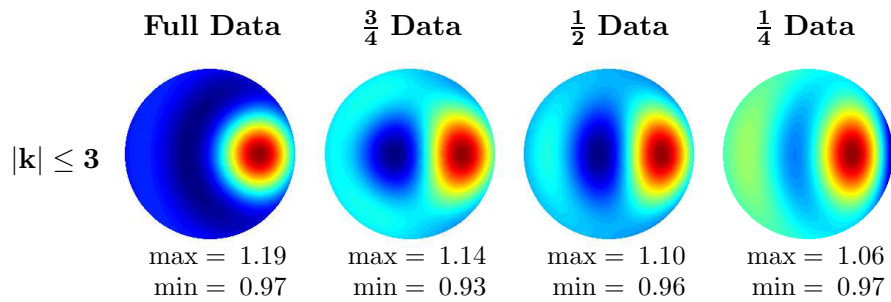 Full Data 3/4 Data 1/2 Data 1/4 Data
|k| ≤ 3
max = 1.19 max = 1.14 max = 1.10 max = 1.06
min = 0.97 min = 0.93 min = 0.96 min = 0.97